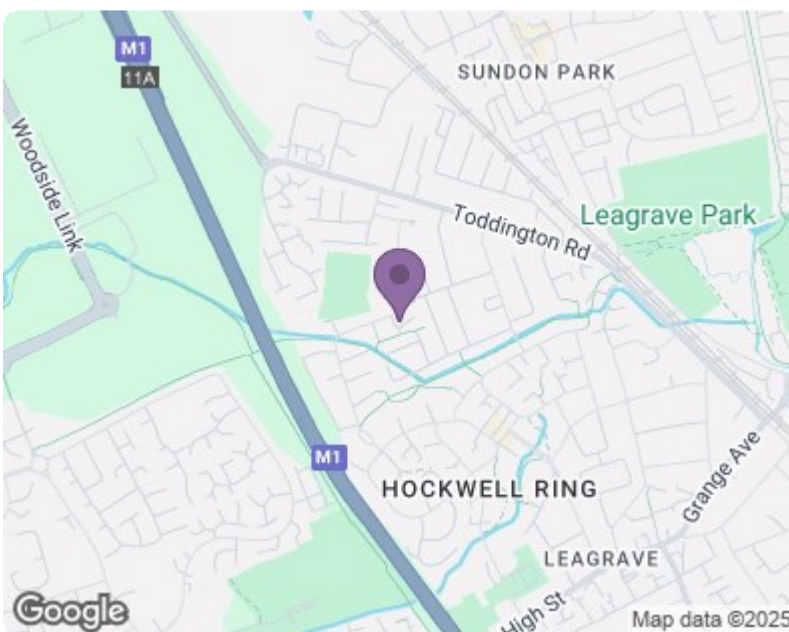 M1
11A
SUNDON PARK
Woodside Link
Toddington Rd
Leagrave Park
M1
HOCKWELL RING
Grange Ave
LEAGRAVE
High St
Google
Map data ©2025